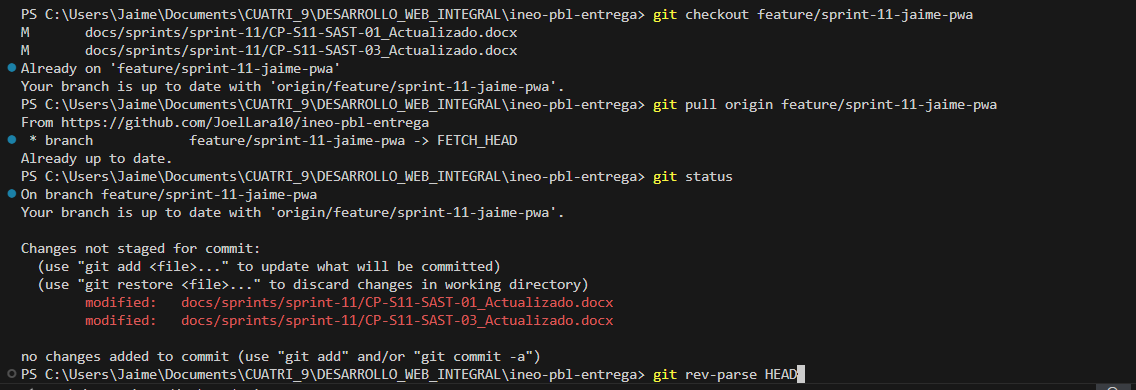 PS C:\Users\Jaime\Documents\CUATRI_9\DESARROLLO_WEB_INTEGRAL\ineo-pbl-entrega> git checkout feature/sprint-11-jaime-pwa
M       docs/sprints/sprint-11/CP-S11-SAST-01_Actualizado.docx
M       docs/sprints/sprint-11/CP-S11-SAST-03_Actualizado.docx
Already on 'feature/sprint-11-jaime-pwa'
Your branch is up to date with 'origin/feature/sprint-11-jaime-pwa'.
PS C:\Users\Jaime\Documents\CUATRI_9\DESARROLLO_WEB_INTEGRAL\ineo-pbl-entrega> git pull origin feature/sprint-11-jaime-pwa
From https://github.com/JoelLara10/ineo-pbl-entrega
 * branch            feature/sprint-11-jaime-pwa -> FETCH_HEAD
Already up to date.
PS C:\Users\Jaime\Documents\CUATRI_9\DESARROLLO_WEB_INTEGRAL\ineo-pbl-entrega> git status
On branch feature/sprint-11-jaime-pwa
Your branch is up to date with 'origin/feature/sprint-11-jaime-pwa'.

Changes not staged for commit:
  (use "git add <file>..." to update what will be committed)
  (use "git restore <file>..." to discard changes in working directory)
        modified:   docs/sprints/sprint-11/CP-S11-SAST-01_Actualizado.docx
        modified:   docs/sprints/sprint-11/CP-S11-SAST-03_Actualizado.docx

no changes added to commit (use "git add" and/or "git commit -a")
PS C:\Users\Jaime\Documents\CUATRI_9\DESARROLLO_WEB_INTEGRAL\ineo-pbl-entrega> git rev-parse HEAD